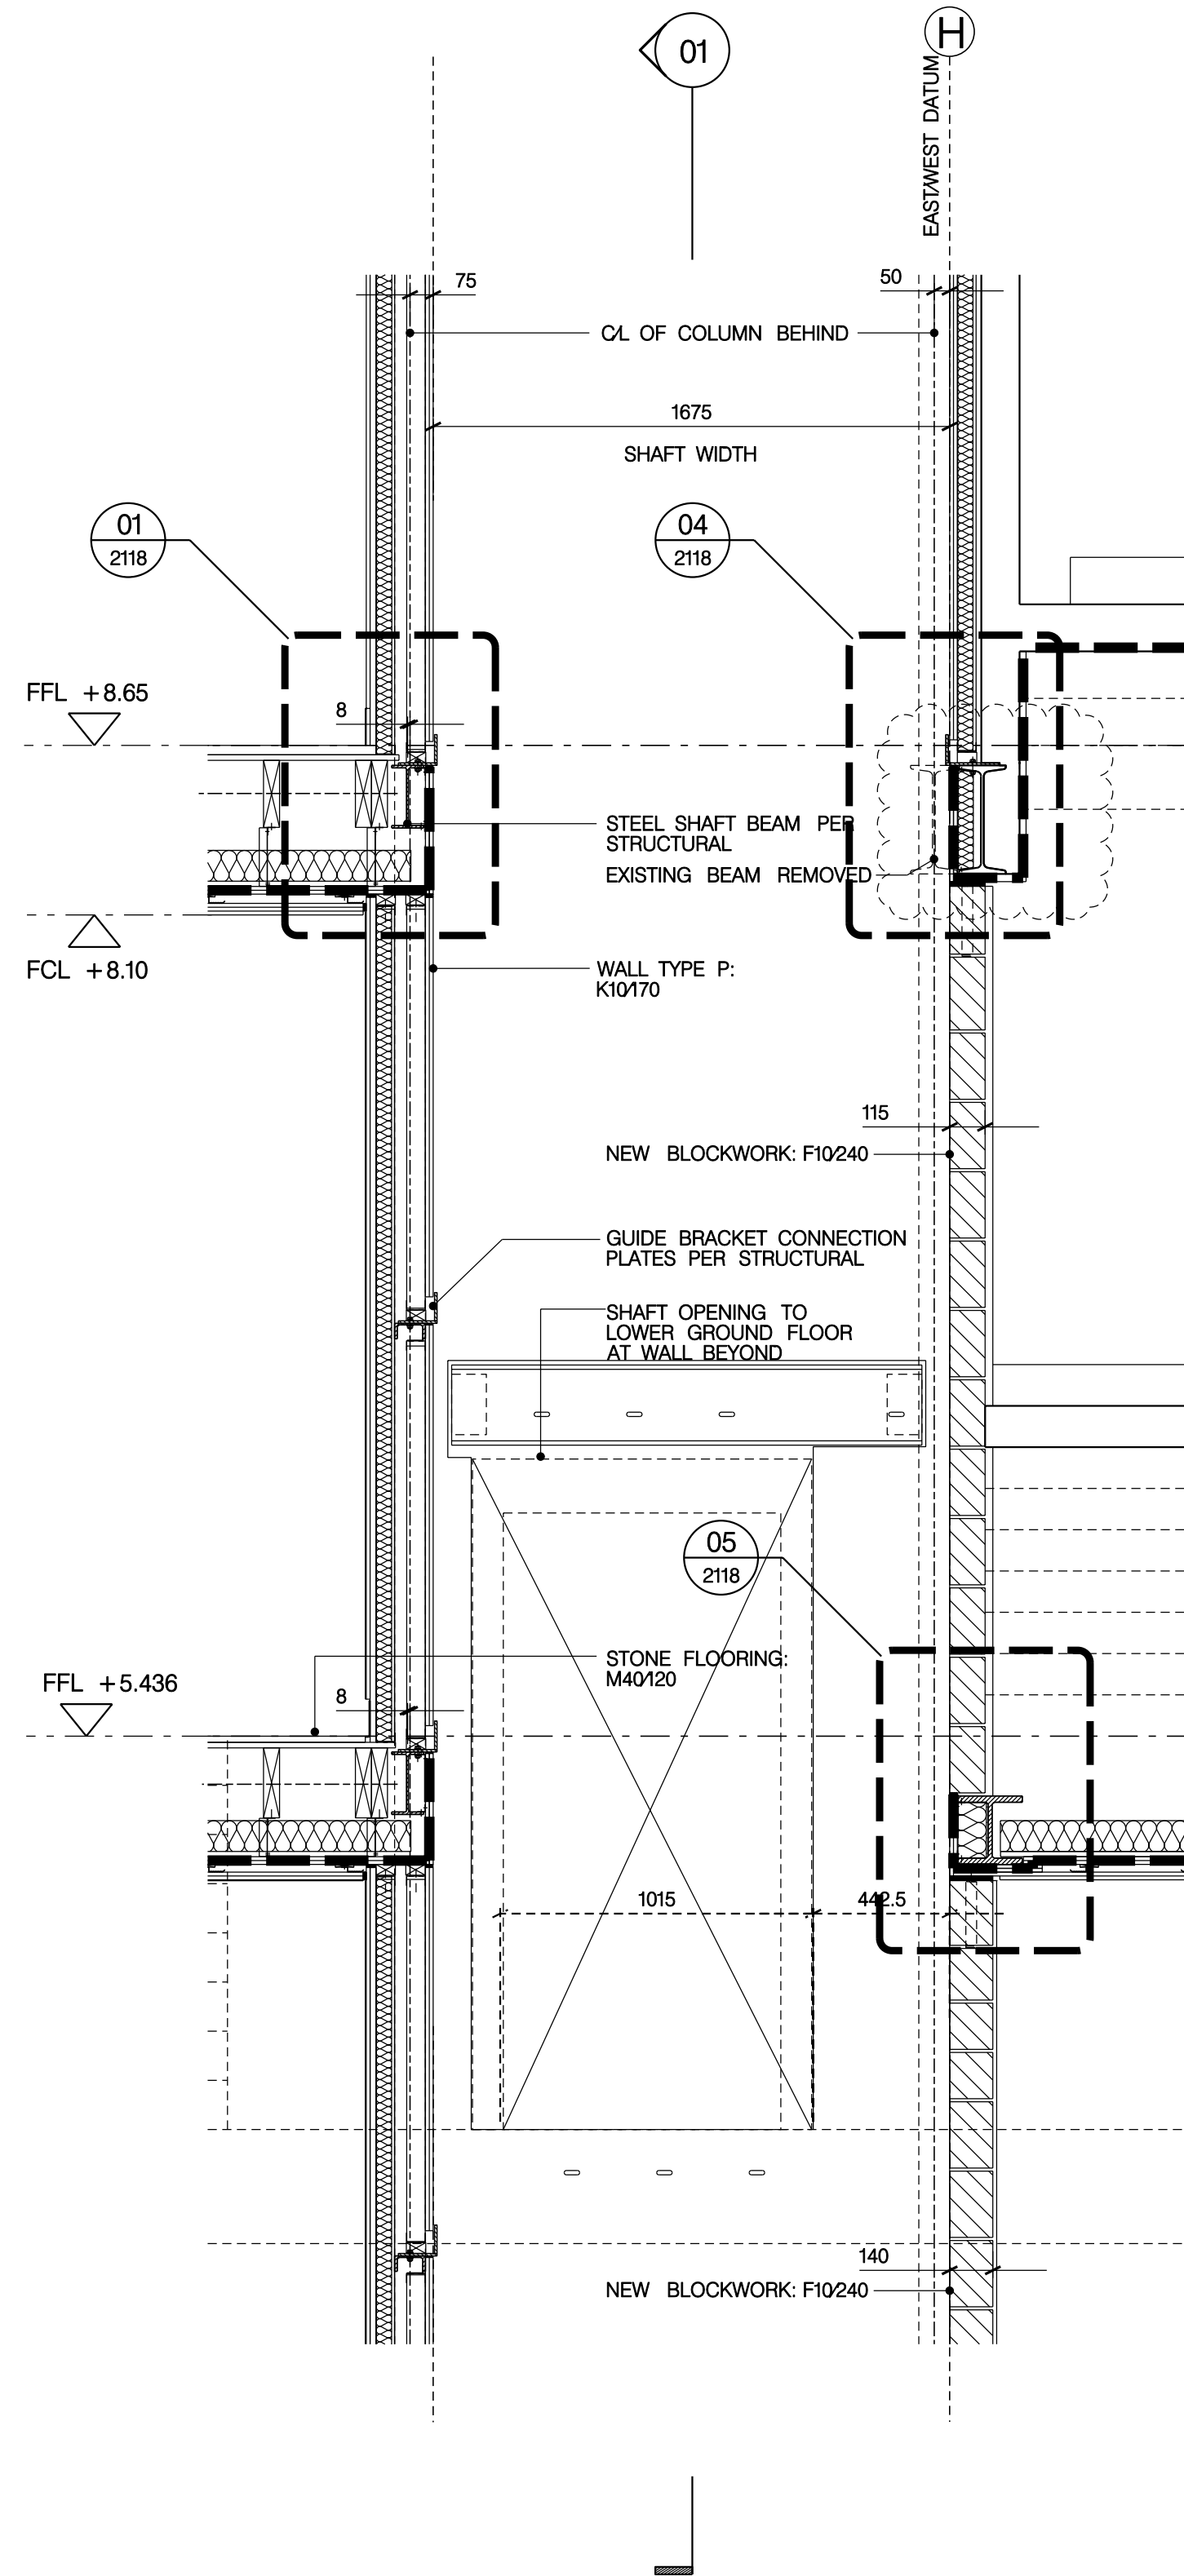 01
H
EAST/WEST DATUM
75
50
C/L OF COLUMN BEHIND
1675
SHAFT WIDTH
01
2118
04
2118
FFL +8.65
8
STEEL SHAFT BEAM PER
STRUCTURAL
EXISTING BEAM REMOVED
FCL +8.10
WALL TYPE P:
K10/170
115
NEW BLOCKWORK: F10/240
GUIDE BRACKET CONNECTION
PLATES PER STRUCTURAL
SHAFT OPENING TO
LOWER GROUND FLOOR
AT WALL BEYOND
05
2118
STONE FLOORING:
M40/120
FFL +5.436
8
1015
442.5
140
NEW BLOCKWORK: F10/240